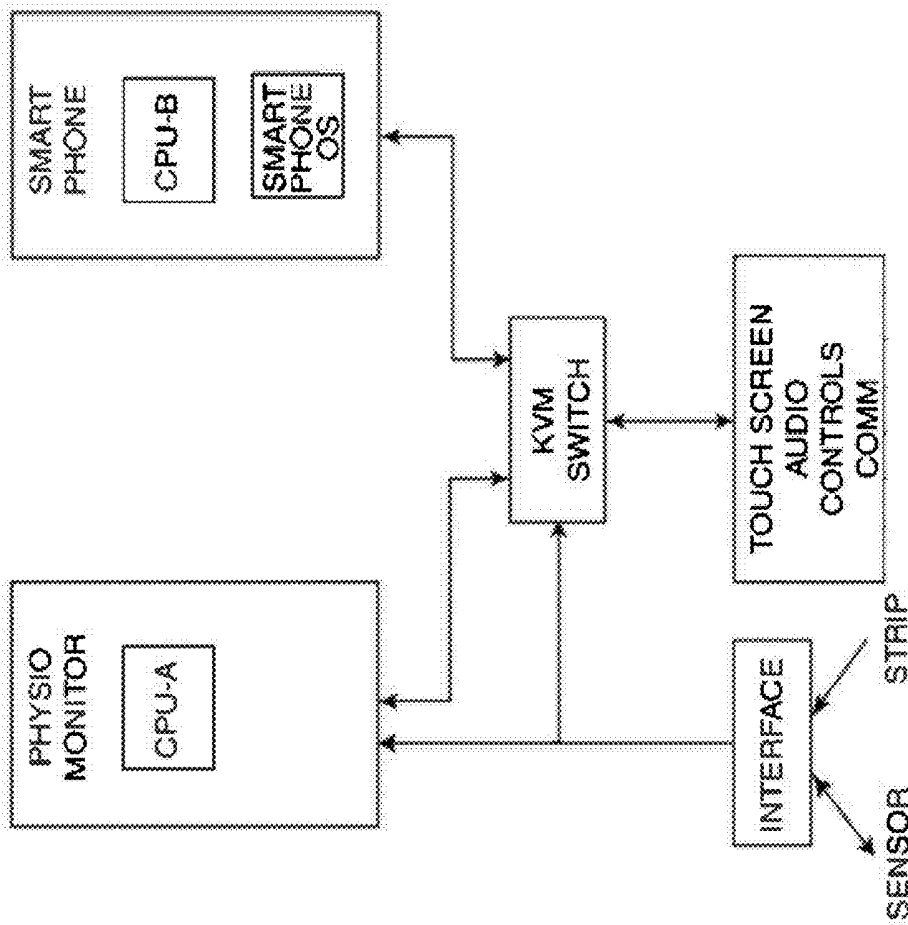 PHYSIO
MONITOR
CPU-A
SMART
PHONE
CPU-B
SMART
PHONE
OS
KVM
SWITCH
INTERFACE
SENSOR
STRIP
TOUCH SCREEN
AUDIO
CONTROLS
COMM